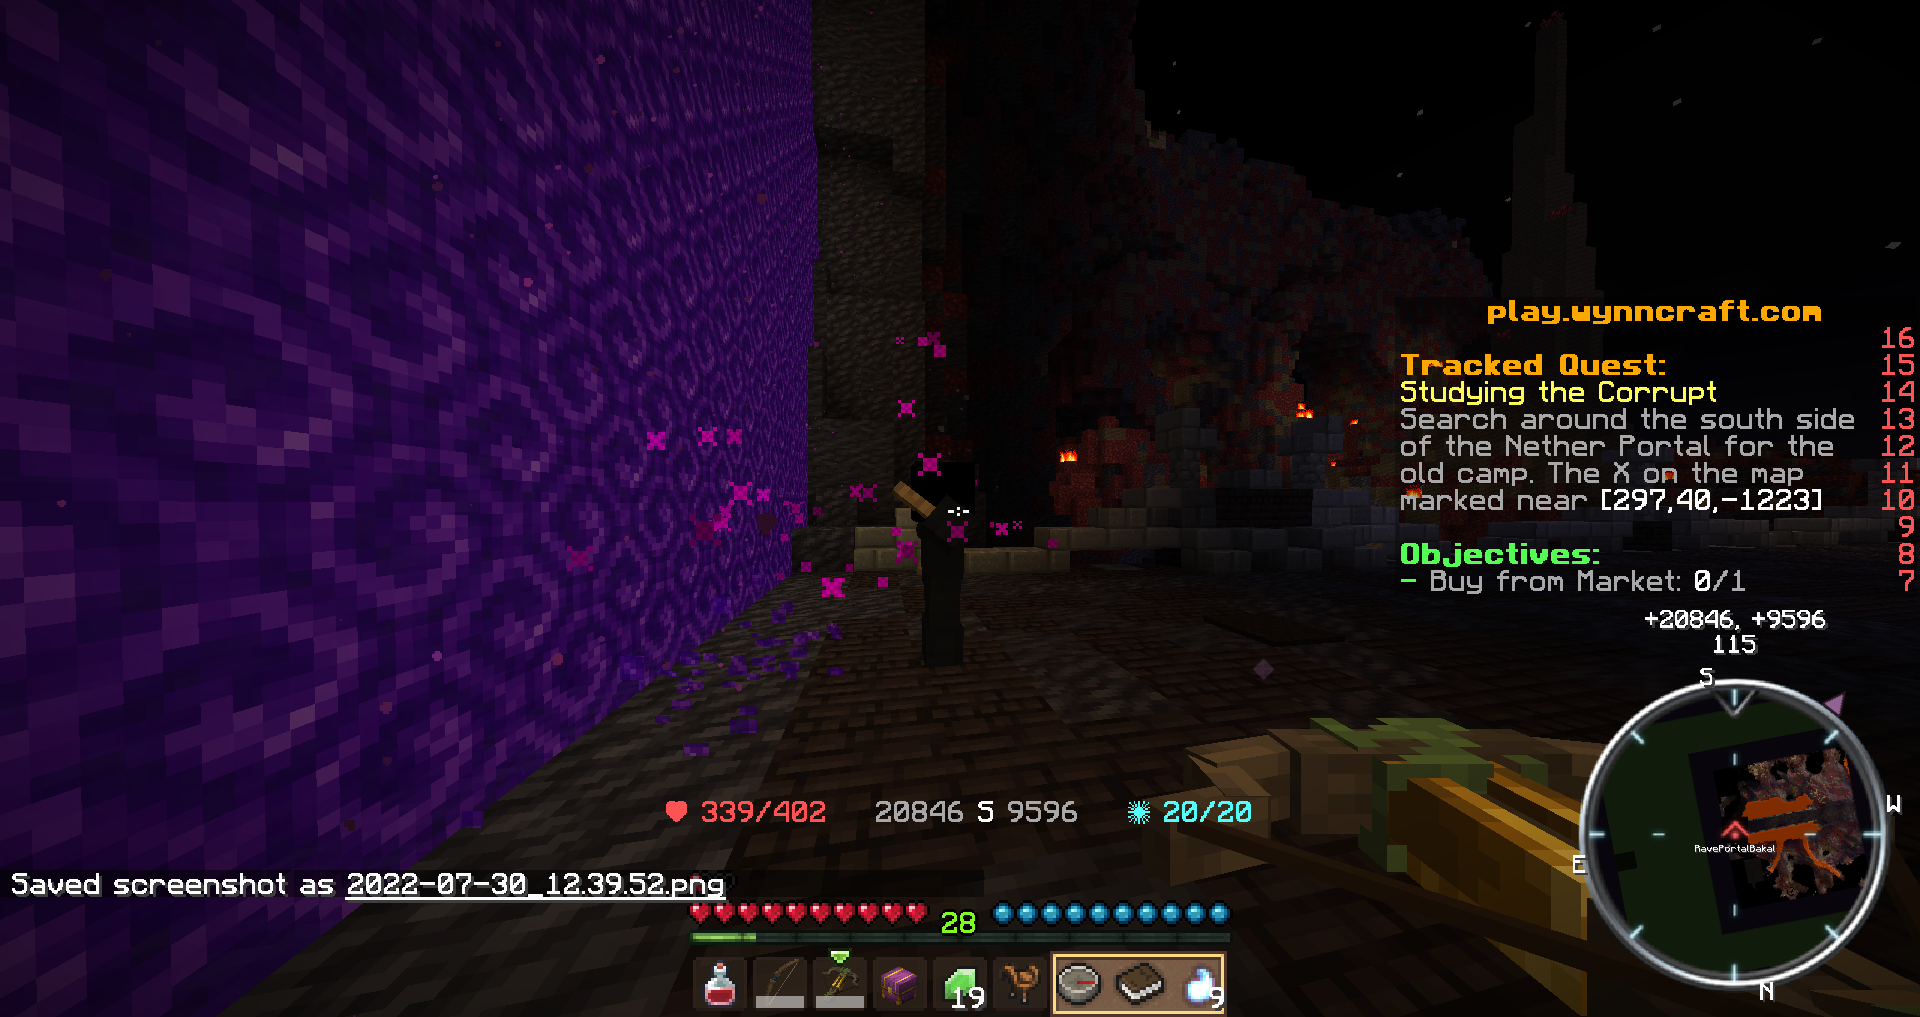 play.wynncraft.com
16
Tracked Quest: 15
Studying the Corrupt 14
Search around the south side 13
of the Nether Portal for the 12
old camp. The X on the map 11
marked near [297,40,-1223] 10
9
Objectives: 8
- Buy from Market: 0/1 7
+20846, +9596
115
S
W
RavePortalBakal
E
N
339/402 20846 S 9596 20/20
Saved screenshot as 2022-07-30_12.39.52.png
28
19
9